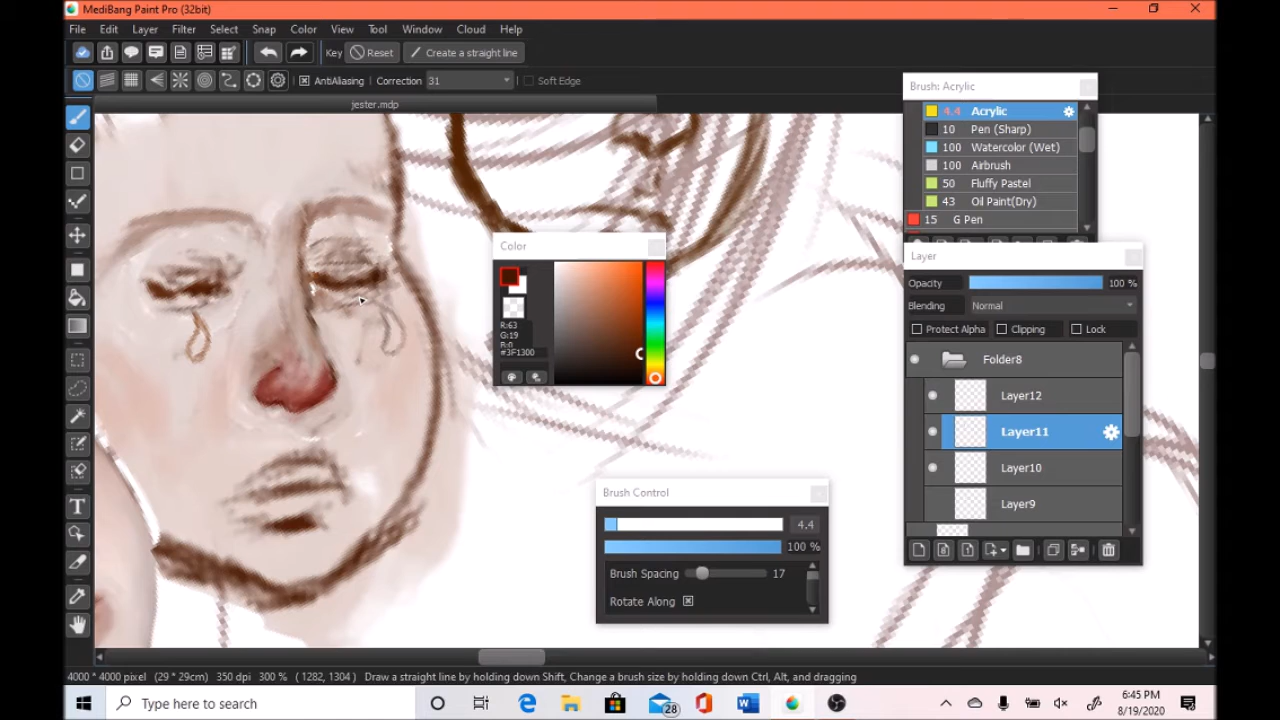 MediBang Paint Pro (32bit)
File Edit Layer Filter Select Snap Color View Tool Window Cloud Help
Key Reset Create a straight line
AntiAliasing Correction 31 Soft Edge
jester.mdp
Brush: Acrylic
4.4 Acrylic
10 Pen (Sharp)
100 Watercolor (Wet)
100 Airbrush
50 Fluffy Pastel
43 Oil Paint(Dry)
15 G Pen
Color
R:63
G:19
B:0
#3F1300
Layer
Opacity 100 %
Blending Normal
Protect Alpha Clipping Lock
Folder8
Layer12
Layer11
Layer10
Layer9
Brush Control
4.4
100 %
Brush Spacing 17
Rotate Along
T
4000 * 4000 pixel (29 * 29cm) 350 dpi 300 % ( 1282, 1304 ) Draw a straight line by holding down Shift, Change a brush size by holding down Ctrl, Alt, and dragging
Type here to search
28
6:45 PM
8/19/2020